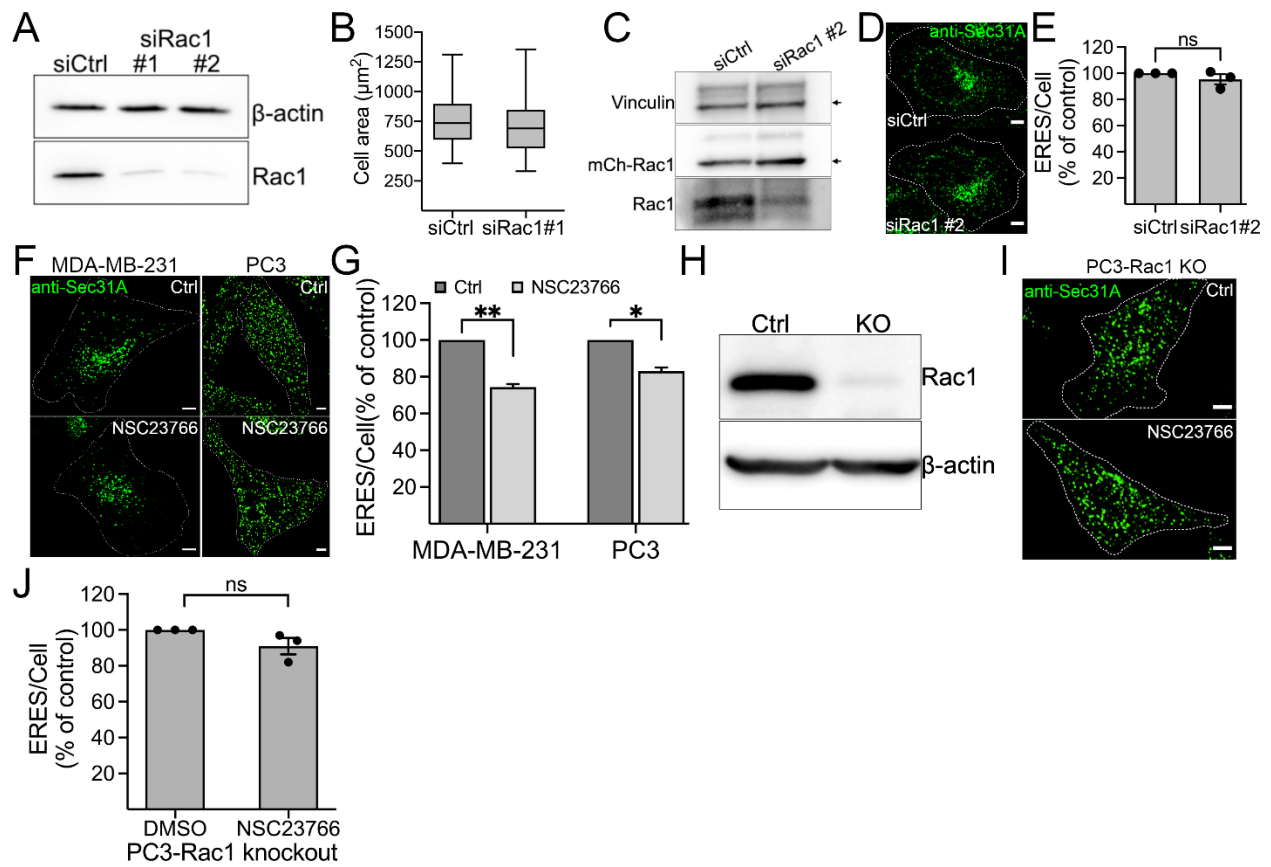 A
siRac1
siCtrl #1 #2
β-actin
Rac1
B
Cell area (μm²)
1500
1250
1000
750
500
250
siCtrl siRac1#1
C
siCtrl siRac1 #2
Vinculin
mCh-Rac1
Rac1
D
anti-Sec31A
siCtrl
siRac1 #2
E
ns
ERES/Cell
(% of control)
120
100
80
60
40
20
siCtrl siRac1#2
F
MDA-MB-231 PC3
anti-Sec31A Ctrl Ctrl
NSC23766 NSC23766
G
Ctrl NSC23766
** *
ERES/Cell(% of control)
120
100
80
60
40
20
MDA-MB-231 PC3
H
Ctrl KO
Rac1
β-actin
I
PC3-Rac1 KO
anti-Sec31A Ctrl
NSC23766
J
ns
ERES/Cell
(% of control)
120
100
80
60
40
20
DMSO NSC23766
PC3-Rac1 knockout